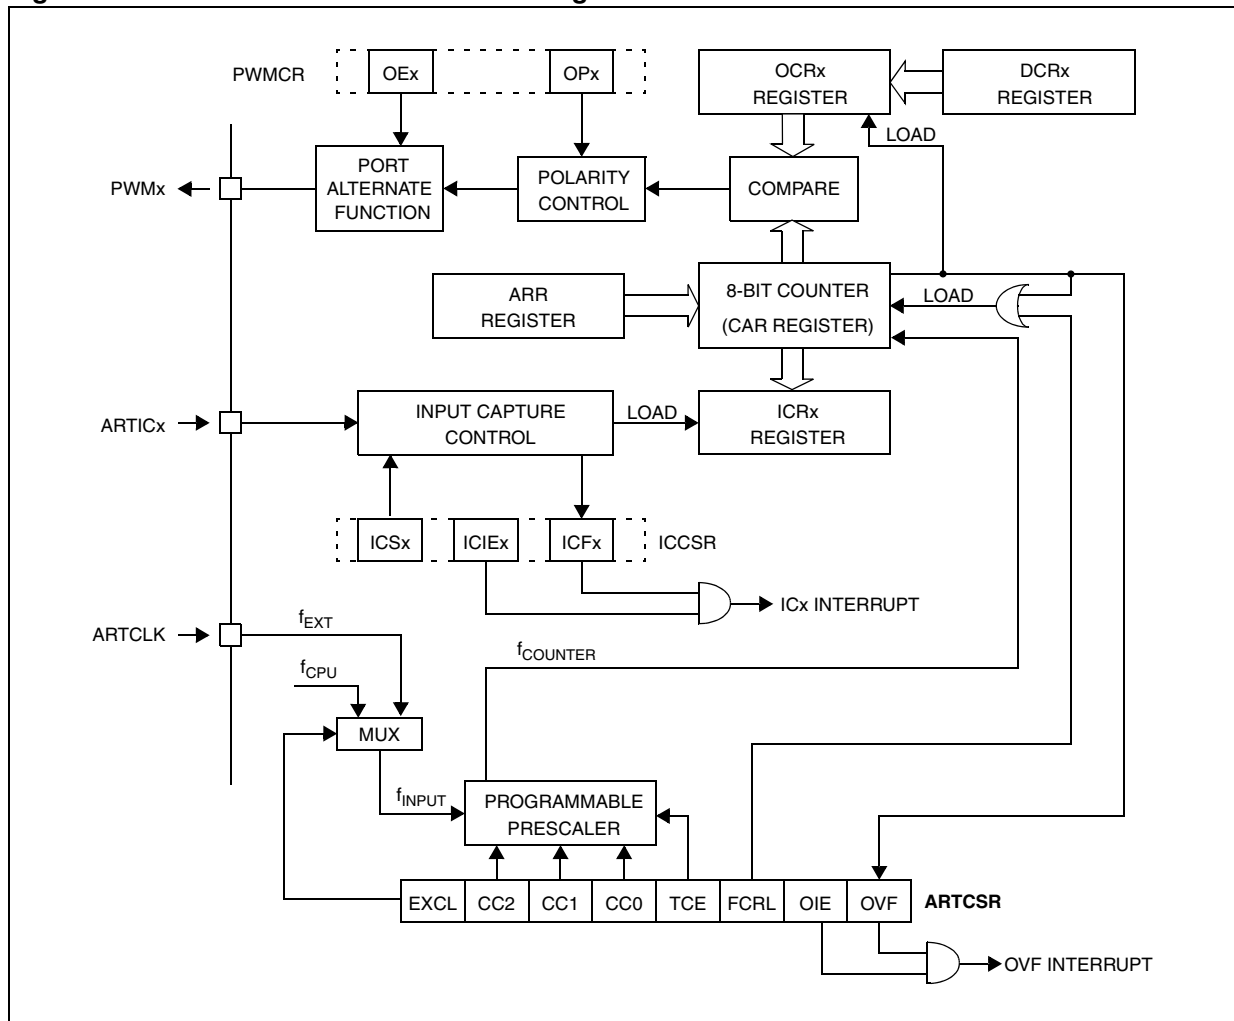 PWMCR
OEx
OPx
OCRx
REGISTER
DCRx
REGISTER
LOAD
PWMx
PORT
ALTERNATE
FUNCTION
POLARITY
CONTROL
COMPARE
ARR
REGISTER
8-BIT COUNTER
(CAR REGISTER)
LOAD
ARTICx
INPUT CAPTURE
CONTROL
LOAD
ICRx
REGISTER
ICSx
ICIEx
ICFx
ICCSR
ICx INTERRUPT
ARTCLK
fEXT
fCPU
fCOUNTER
MUX
fINPUT
PROGRAMMABLE
PRESCALER
EXCL CC2 CC1 CC0 TCE FCRL OIE OVF ARTCSR
OVF INTERRUPT